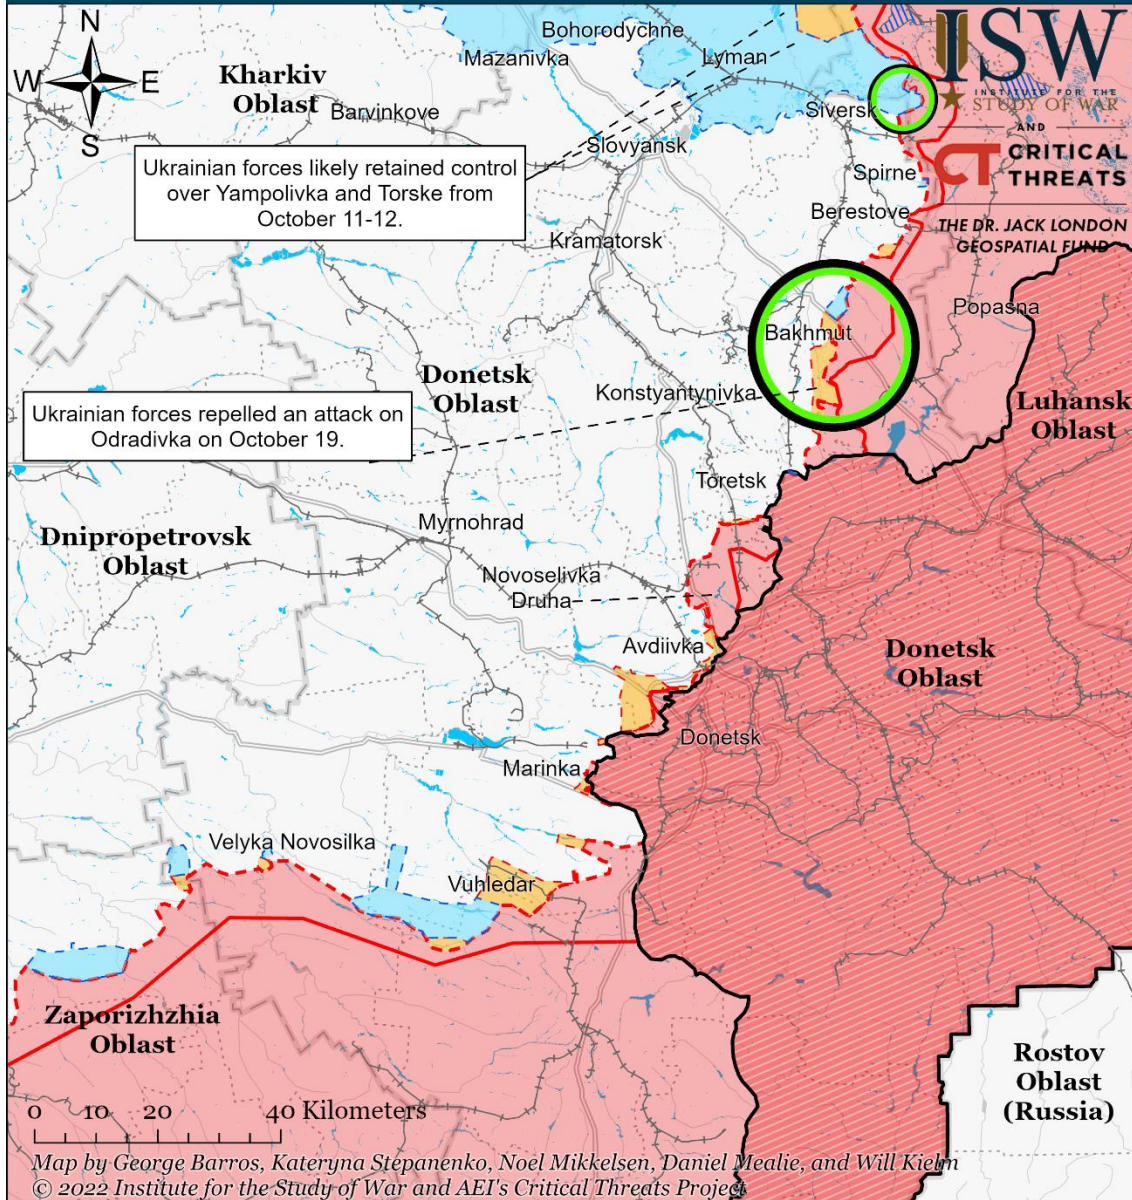 N
W E
S
Kharkiv
Oblast
Bohorodychne
Mazanivka
Lyman
Barvinkove
Siversk
Slovyansk
ISW
INSTITUTE FOR THE
STUDY OF WAR
AND
CT CRITICAL
THREATS
THE DR. JACK LONDON
GEOSPATIAL FUND
Ukrainian forces likely retained control
over Yampolivka and Torske from
October 11-12.
Spirne
Berestove
Kramatorsk
Popasna
Bakhmut
Donetsk
Oblast
Konstyantynivka
Luhansk
Oblast
Ukrainian forces repelled an attack on
Odradivka on October 19.
Toretsk
Myrnohrad
Dnipropetrovsk
Oblast
Novoselivka
Druha
Avdiivka
Donetsk
Oblast
Donetsk
Marinka
Velyka Novosilka
Vuhledar
Zaporizhzhia
Oblast
Rostov
Oblast
(Russia)
0 10 20 40 Kilometers
Map by George Barros, Kateryna Stepanenko, Noel Mikkelsen, Daniel Mealie, and Will Kielm
© 2022 Institute for the Study of War and AEI's Critical Threats Project